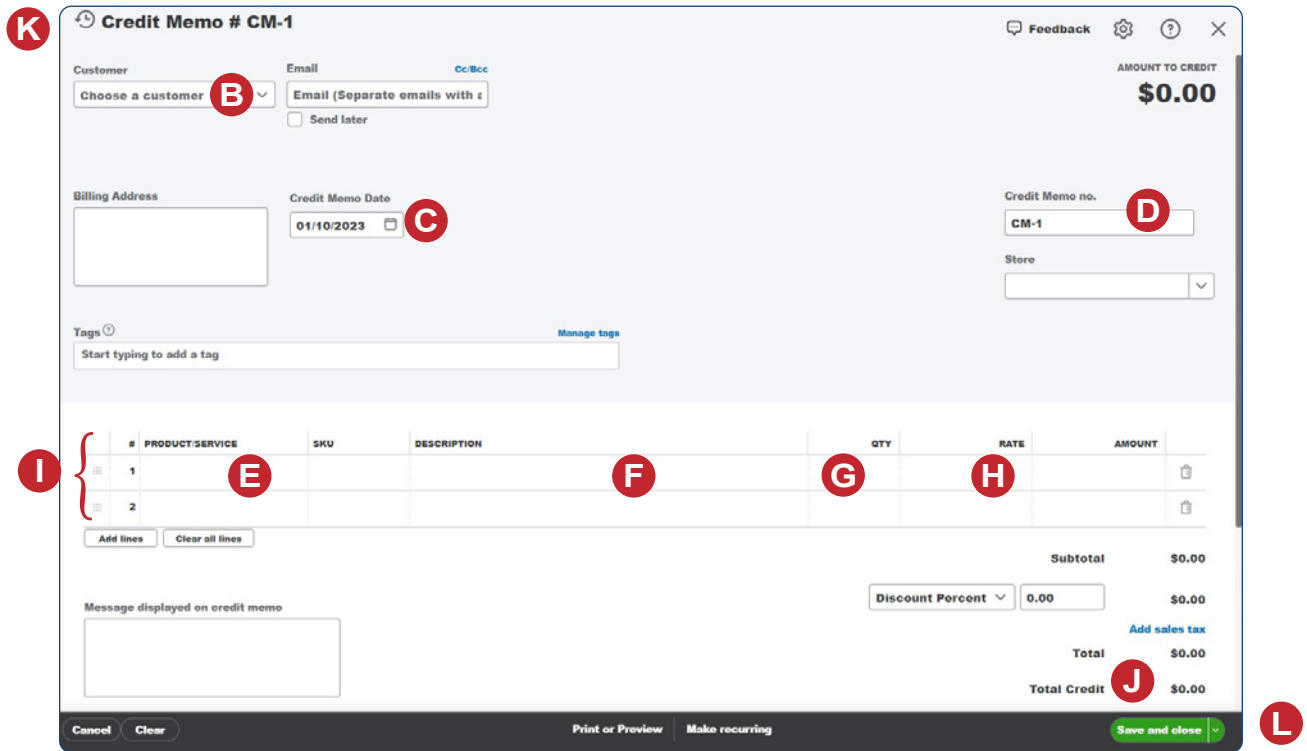 K
Credit Memo # CM-1
Feedback
Customer
Email
Cc/Bcc
AMOUNT TO CREDIT
Choose a customer
B
Email (Separate emails with a
$0.00
Send later
Billing Address
Credit Memo Date
Credit Memo no.
01/10/2023
C
D
CM-1
Store
Tags
Manage tags
Start typing to add a tag
# PRODUCT/SERVICE SKU DESCRIPTION QTY RATE AMOUNT
I
1 E F G H
2
Add lines Clear all lines
Subtotal $0.00
Discount Percent 0.00 $0.00
Message displayed on credit memo
Add sales tax
Total $0.00
Total Credit J $0.00
Cancel Clear Print or Preview Make recurring Save and close L